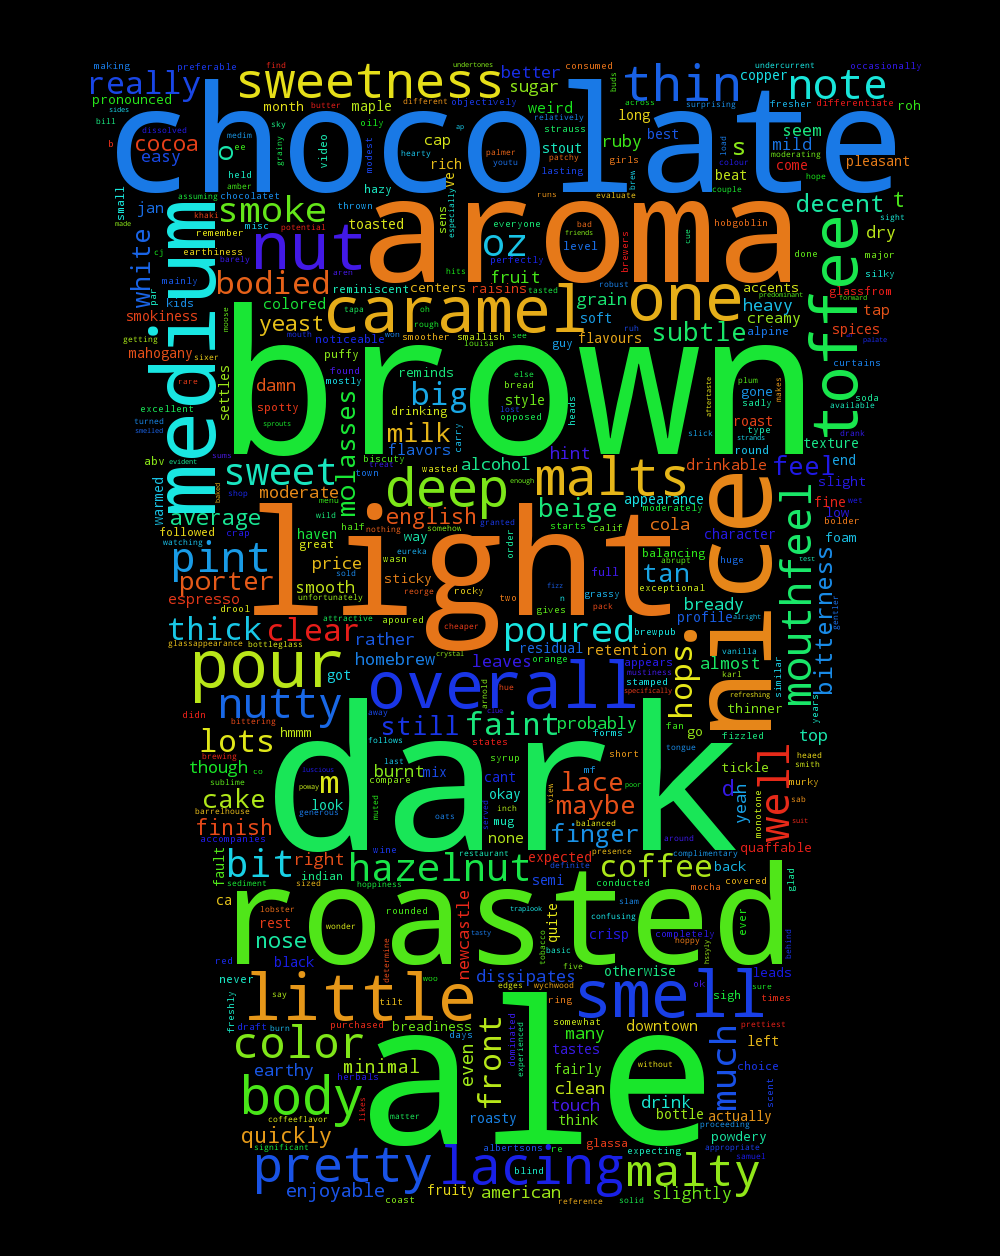 making preferable find undertones better consumed undercurrent occasionally
really sweetness sugar thin copper note
pronounced month maple butter different objectively weird across surprising fresher differentiate roh
chocolate
sides bill sky oily relatively strauss long best
b dissolved medim modest ap hearty palmer youtu patchy girls ruby s seem mild come pleasant
cocoa easy o ee grainy video cap rich stout load colour moderating beat
held hazy lasting brew runs evaluate couple hope
small assuming amber chocolatet thrown sens ve especially everyone bad friends hobgoblin decent t
made jan khaki smoke nut aroma oz level brewers cue sight
white remember misc potential toasted perfectly done major dry
earthiness barely aren hits tasted fruit robust silky
cj mainly bodied reminiscent centers raisins grain accents predominant forward glassfrom
medium par kids colored caramel one heavy creamy tap
smokiness yeast tapa oh rough soft subtle alpine spices toffee
getting moose mouth won noticeable smoother smallish louisa see flavours guy ruh palate
mahogany sixer puffy brown curtains
rare damn found mostly reminds else bread plum gone makes soda
settles spotty molasses big style heads sadly available
excellent sprouts drinking milk opposed lost carry aftertaste roast drank
turned smelled flavors slick strands type round texture
abv evident sums sweet biscuty treat town alcohol hint malts drinkable feel end
warmed baked shop moderate menu wasted deep enough appearance slight wet
average wild half nothing english somehow granted starts calif moderately beige fine low bolder
followed crap haven great way cola character foam
watching pint price wasn eureka order light balancing abrupt huge nice mouthfeel test
porter smooth sold sticky rocky full tan exceptional
espresso drool unfortunately attractive reorge two gives n grassy pack bready gentler
thick clear apoured cheaper fizz poured brewpub profile alright bitterness
glassappearance bottleglass rather residual retention hops
pour homebrew crystal leaves orange appears mustiness almost vanilla karl similar
got overall stamped specifically refreshing
didn nutty bittering arnold hue still faint probably thinner years
lots hmmm away clue forms fan go fizzled top
brewing follows states tongue heaed smith
though co luscious burnt mix last syrup short tickle well murky
sublime pomay compare cant mf view poor d sab
cake m look muted inch okay lace yeah monotone suit
barrelhouse generous oats served mug maybe
finish accompanies dark none balanced finger around quaffable
fault bit right wine restaurant expected presence complimentary back
indian hazelnut definite semi coffee
sediment sized hoppiness conducted mocha covered glad
ca lobster rounded traplook slam
rest wonder roasted tasty quite confusing hoppy ever
red nose determine newcastle tobacco basic crisp completely hssyly behind
never black woo dissipates five otherwise leads
freshly little say tilt edges wychwood ring smell ok sigh sure times
draft burn purchased breadiness days dominated experienced somewhat downtown prettiest
color minimal many left
earthy even front tastes fairly without much choice
herbals ale clean scent
body likes coffeeflavor matter touch drink bottle actually
quickly roasty think proceeding
significant albertsons re glassa expecting powdery appropriate samuel
pretty lacing blind malty
enjoyable fruity american slightly
coast reference solid